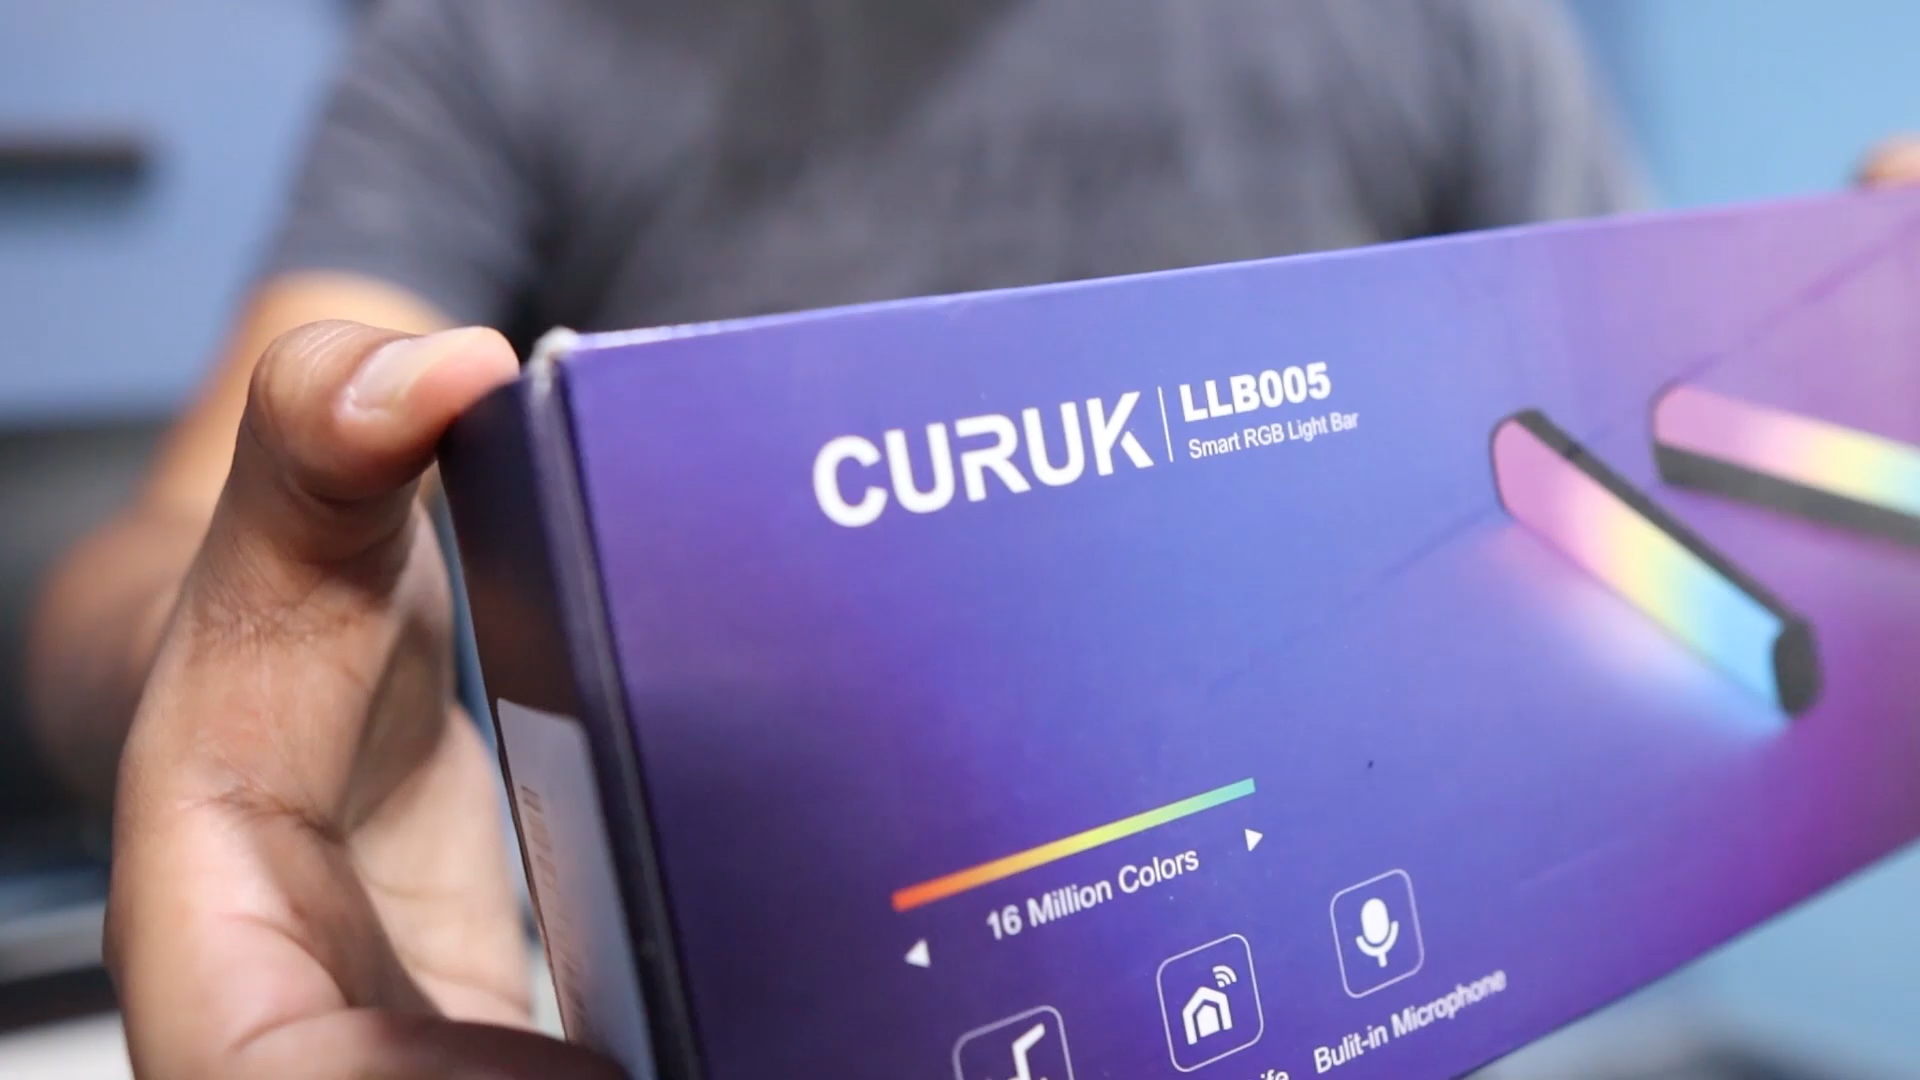 CURUK
LLB005
Smart RGB Light Bar
16 Million Colors
Bulit-in Microphone